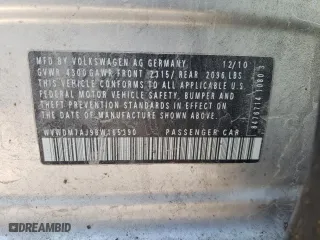 MFD BY VOLKSWAGEN AG GERMANY 12/10
GVWR 4300 GAWR FRONT 2315/ REAR 2096 LBS
THIS VEHICLE CONFORMS TO ALL APPLICABLE U.S.
FEDERAL MOTOR VEHICLE SAFETY, BUMPER AND
THEFT PREVENTION STANDARDS IN EFFECT ON THE
DATE OF MANUFACTURE SHOWN ABOVE.
PASSENGER CAR